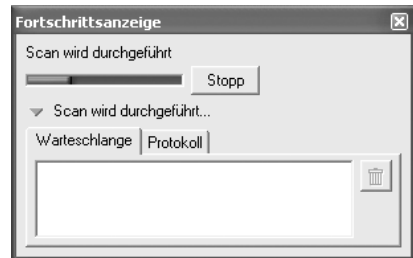 Fortschrittsanzeige
Scan wird durchgeführt
Stopp
Scan wird durchgeführt...
Warteschlange Protokoll